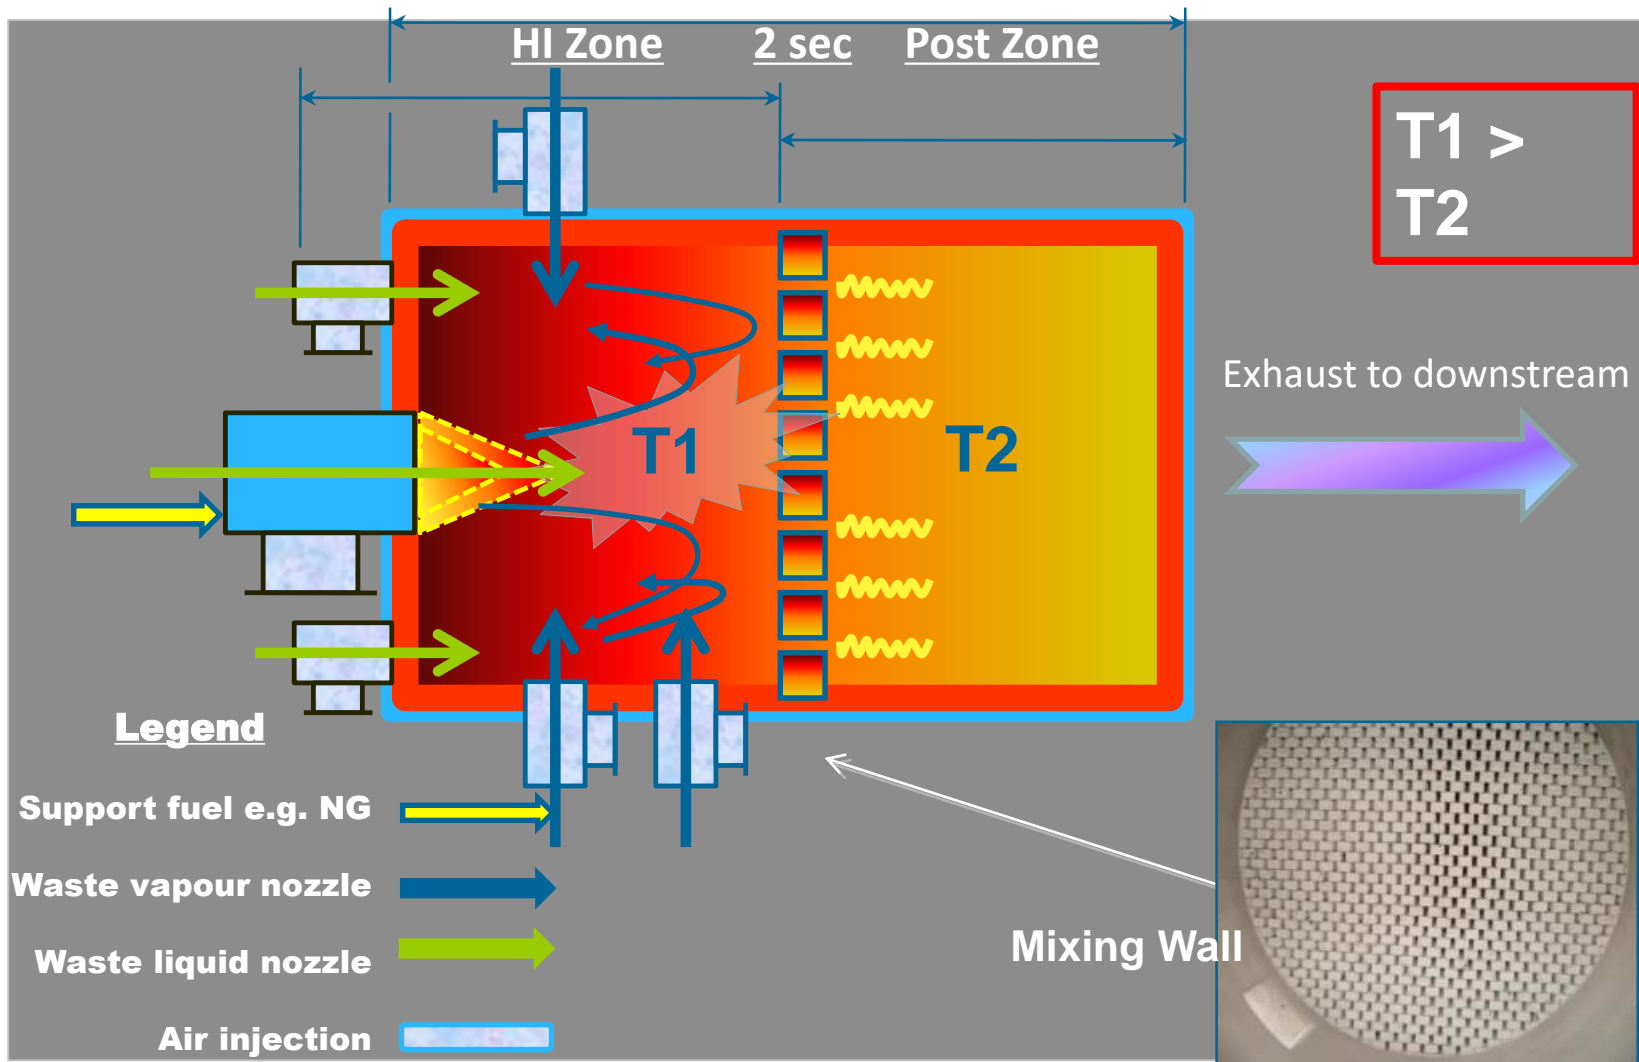 HI Zone
2 sec
Post Zone
T1 >
T2
Exhaust to downstream
T1
T2
Legend
Support fuel e.g. NG
Waste vapour nozzle
Waste liquid nozzle
Air injection
Mixing Wall